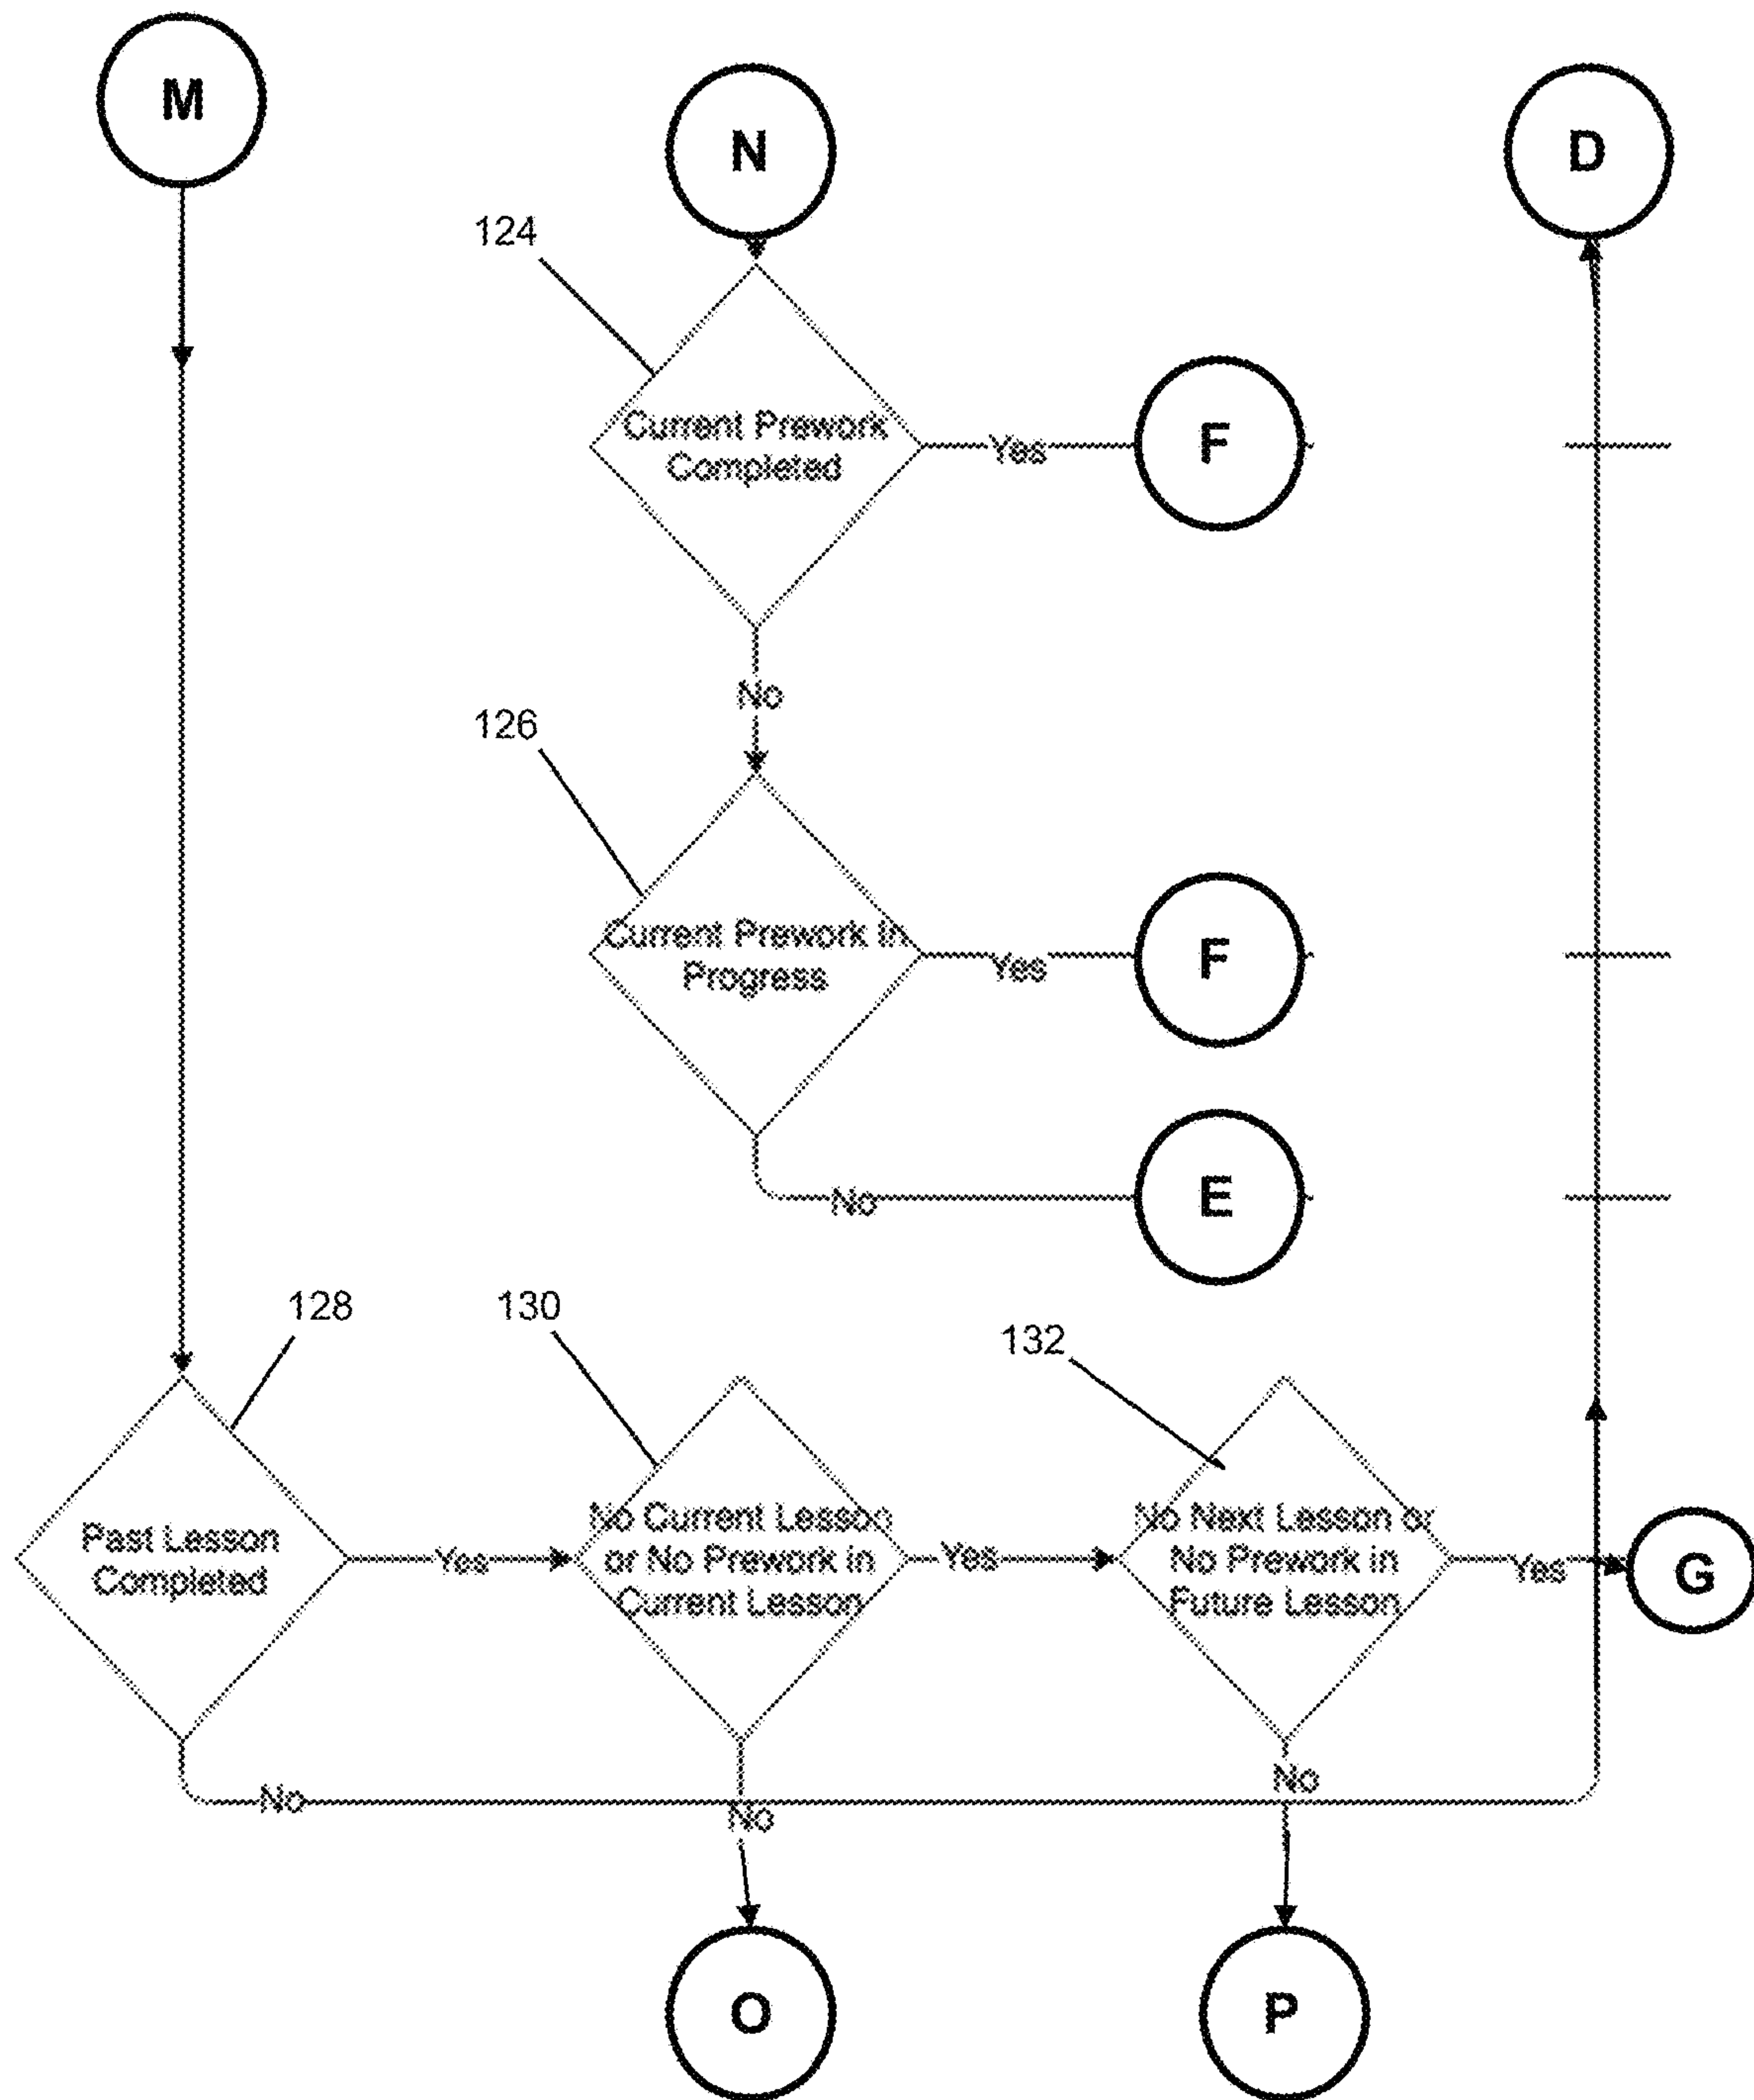 M
N
D
124
Current Prework
Completed
Yes
F
No
126
Current Prework in
Progress
Yes
F
No
E
128
130
132
Past Lesson
Completed
Yes
No Current Lesson
or No Prework in
Current Lesson
Yes
No Next Lesson or
No Prework in
Future Lesson
Yes
G
No
No
No
O
P